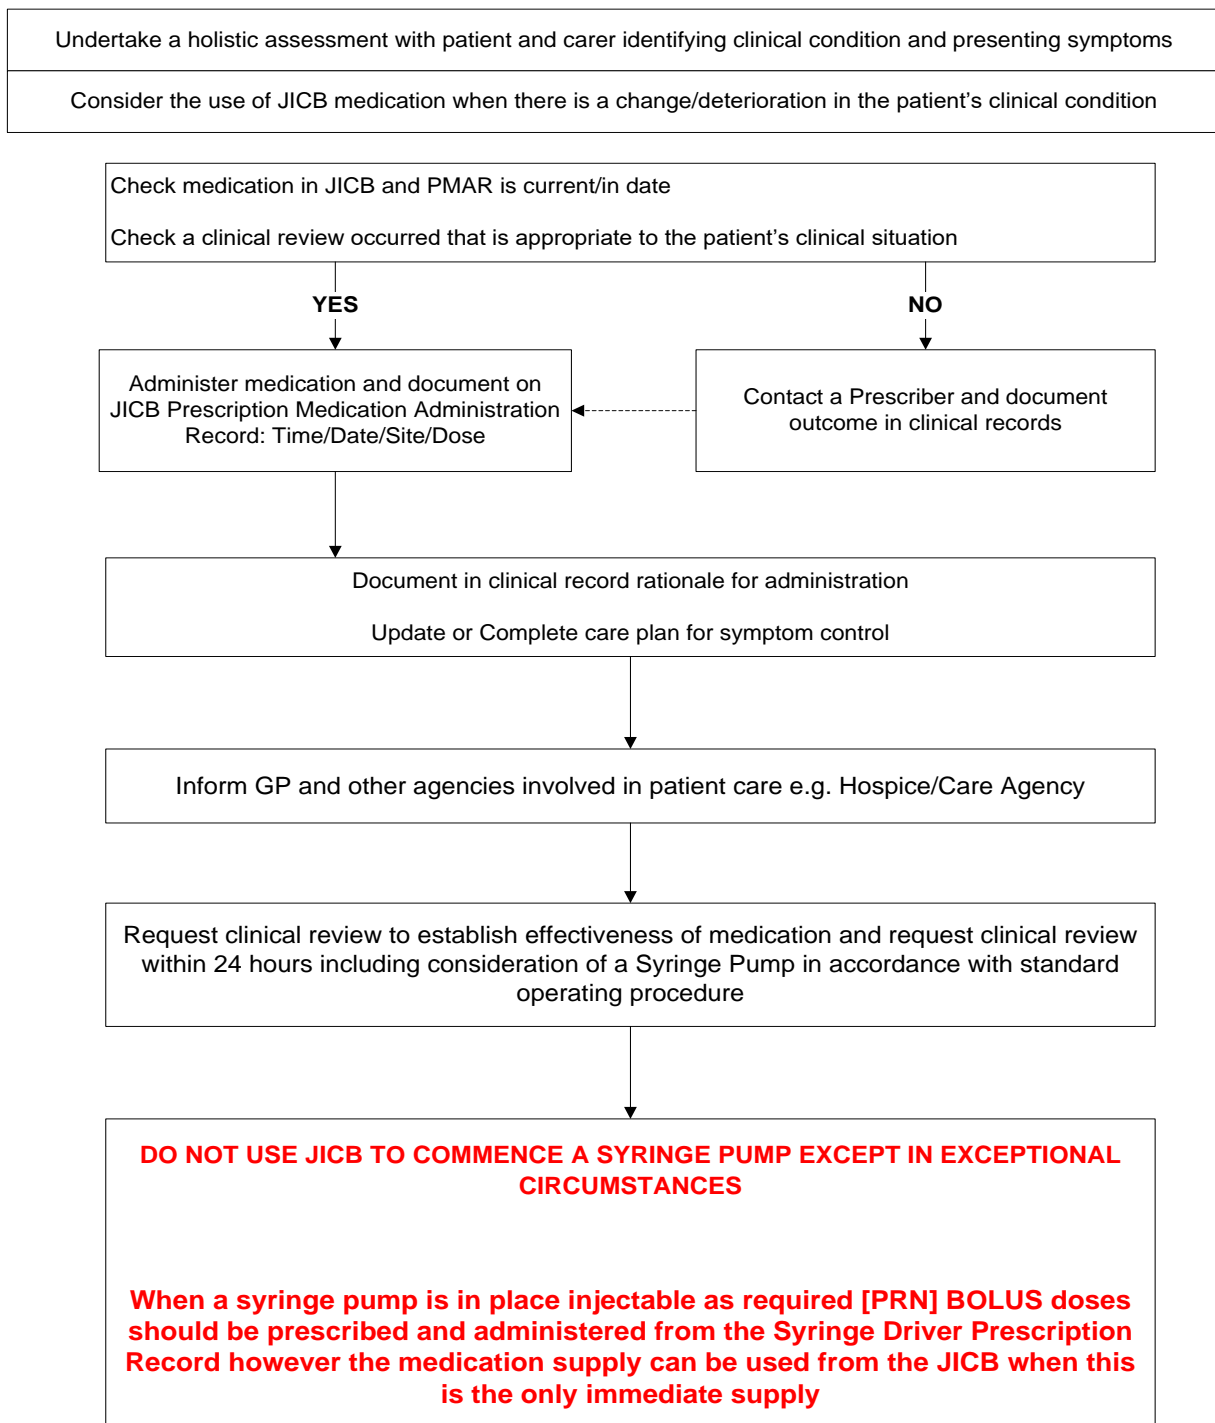 Undertake a holistic assessment with patient and carer identifying clinical condition and presenting symptoms
Consider the use of JICB medication when there is a change/deterioration in the patient’s clinical condition
Check medication in JICB and PMAR is current/in date
Check a clinical review occurred that is appropriate to the patient’s clinical situation
YES
NO
Administer medication and document on
JICB Prescription Medication Administration
Record: Time/Date/Site/Dose
Contact a Prescriber and document
outcome in clinical records
Document in clinical record rationale for administration
Update or Complete care plan for symptom control
Inform GP and other agencies involved in patient care e.g. Hospice/Care Agency
Request clinical review to establish effectiveness of medication and request clinical review
within 24 hours including consideration of a Syringe Pump in accordance with standard
operating procedure
DO NOT USE JICB TO COMMENCE A SYRINGE PUMP EXCEPT IN EXCEPTIONAL
CIRCUMSTANCES
When a syringe pump is in place injectable as required [PRN] BOLUS doses
should be prescribed and administered from the Syringe Driver Prescription
Record however the medication supply can be used from the JICB when this
is the only immediate supply